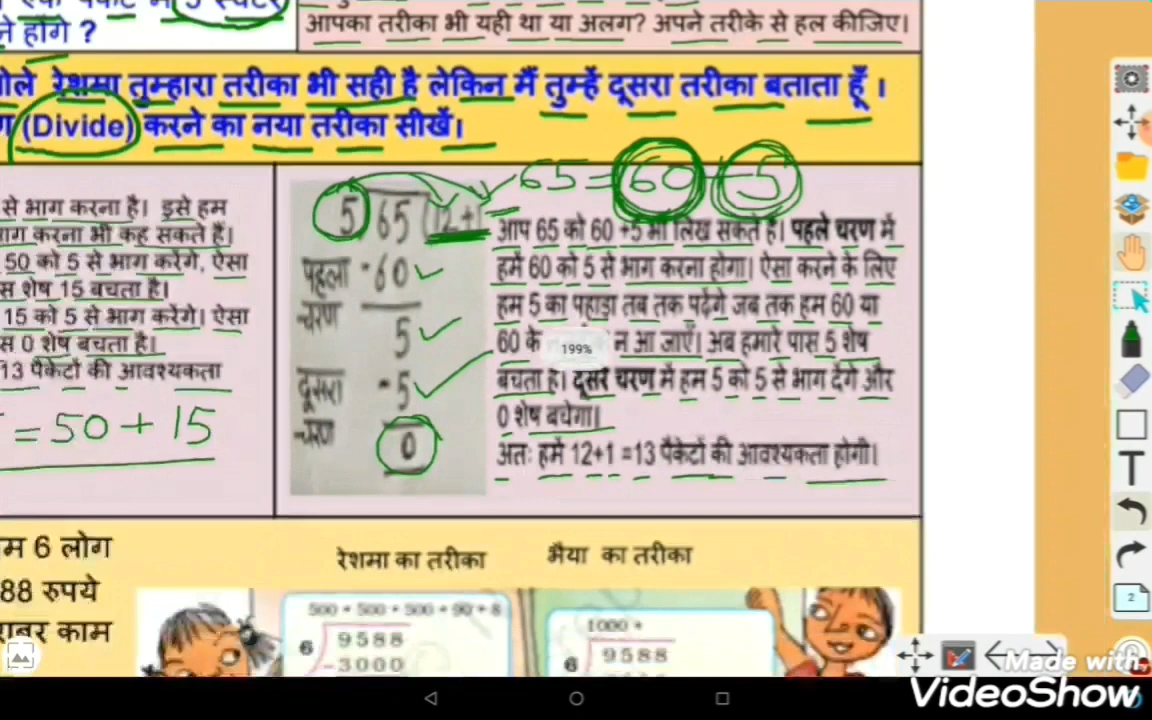 ने होंगे ?
आपका तरीका भी यही था या अलग? अपने तरीके से हल कीजिए।
बोले रेशमा तुम्हारा तरीका भी सही है लेकिन मैं तुम्हें दूसरा तरीका बताता हूँ ।
(Divide) करने का नया तरीका सीखें।
से भाग करना है। इसे हम
भाग करना भी कह सकते हैं।
50 को 5 से भाग करेंगे, ऐसा
शेष 15 बचता है।
15 को 5 से भाग करेंगे। ऐसा
0 शेष बचता है।
13 पैकेटों की आवश्यकता
= 50 + 15
65 = 60 + 5
5 65 (12+1
पहला -60
चरण
5
दूसरा -5
चरण 0
आप 65 को 60 +5 भी लिख सकते हैं। पहले चरण में
हमें 60 को 5 से भाग करना होगा। ऐसा करने के लिए
हम 5 का पहाड़ा तब तक पढ़ेंगे जब तक हम 60 या
60 के न आ जाएँ। अब हमारे पास 5 शेष
199%
बचता है। दूसरे चरण में हम 5 को 5 से भाग देंगे और
0 शेष बचेगा।
अतः हमें 12+1 =13 पैकेटों की आवश्यकता होगी।
6 लोग
88 रुपये
काम
रेशमा का तरीका
भैया का तरीका
500 + 500 + 500 + 90 + 8
6 9588
-3000
1000 +
6 9588
T
2
Made with
VideoShow